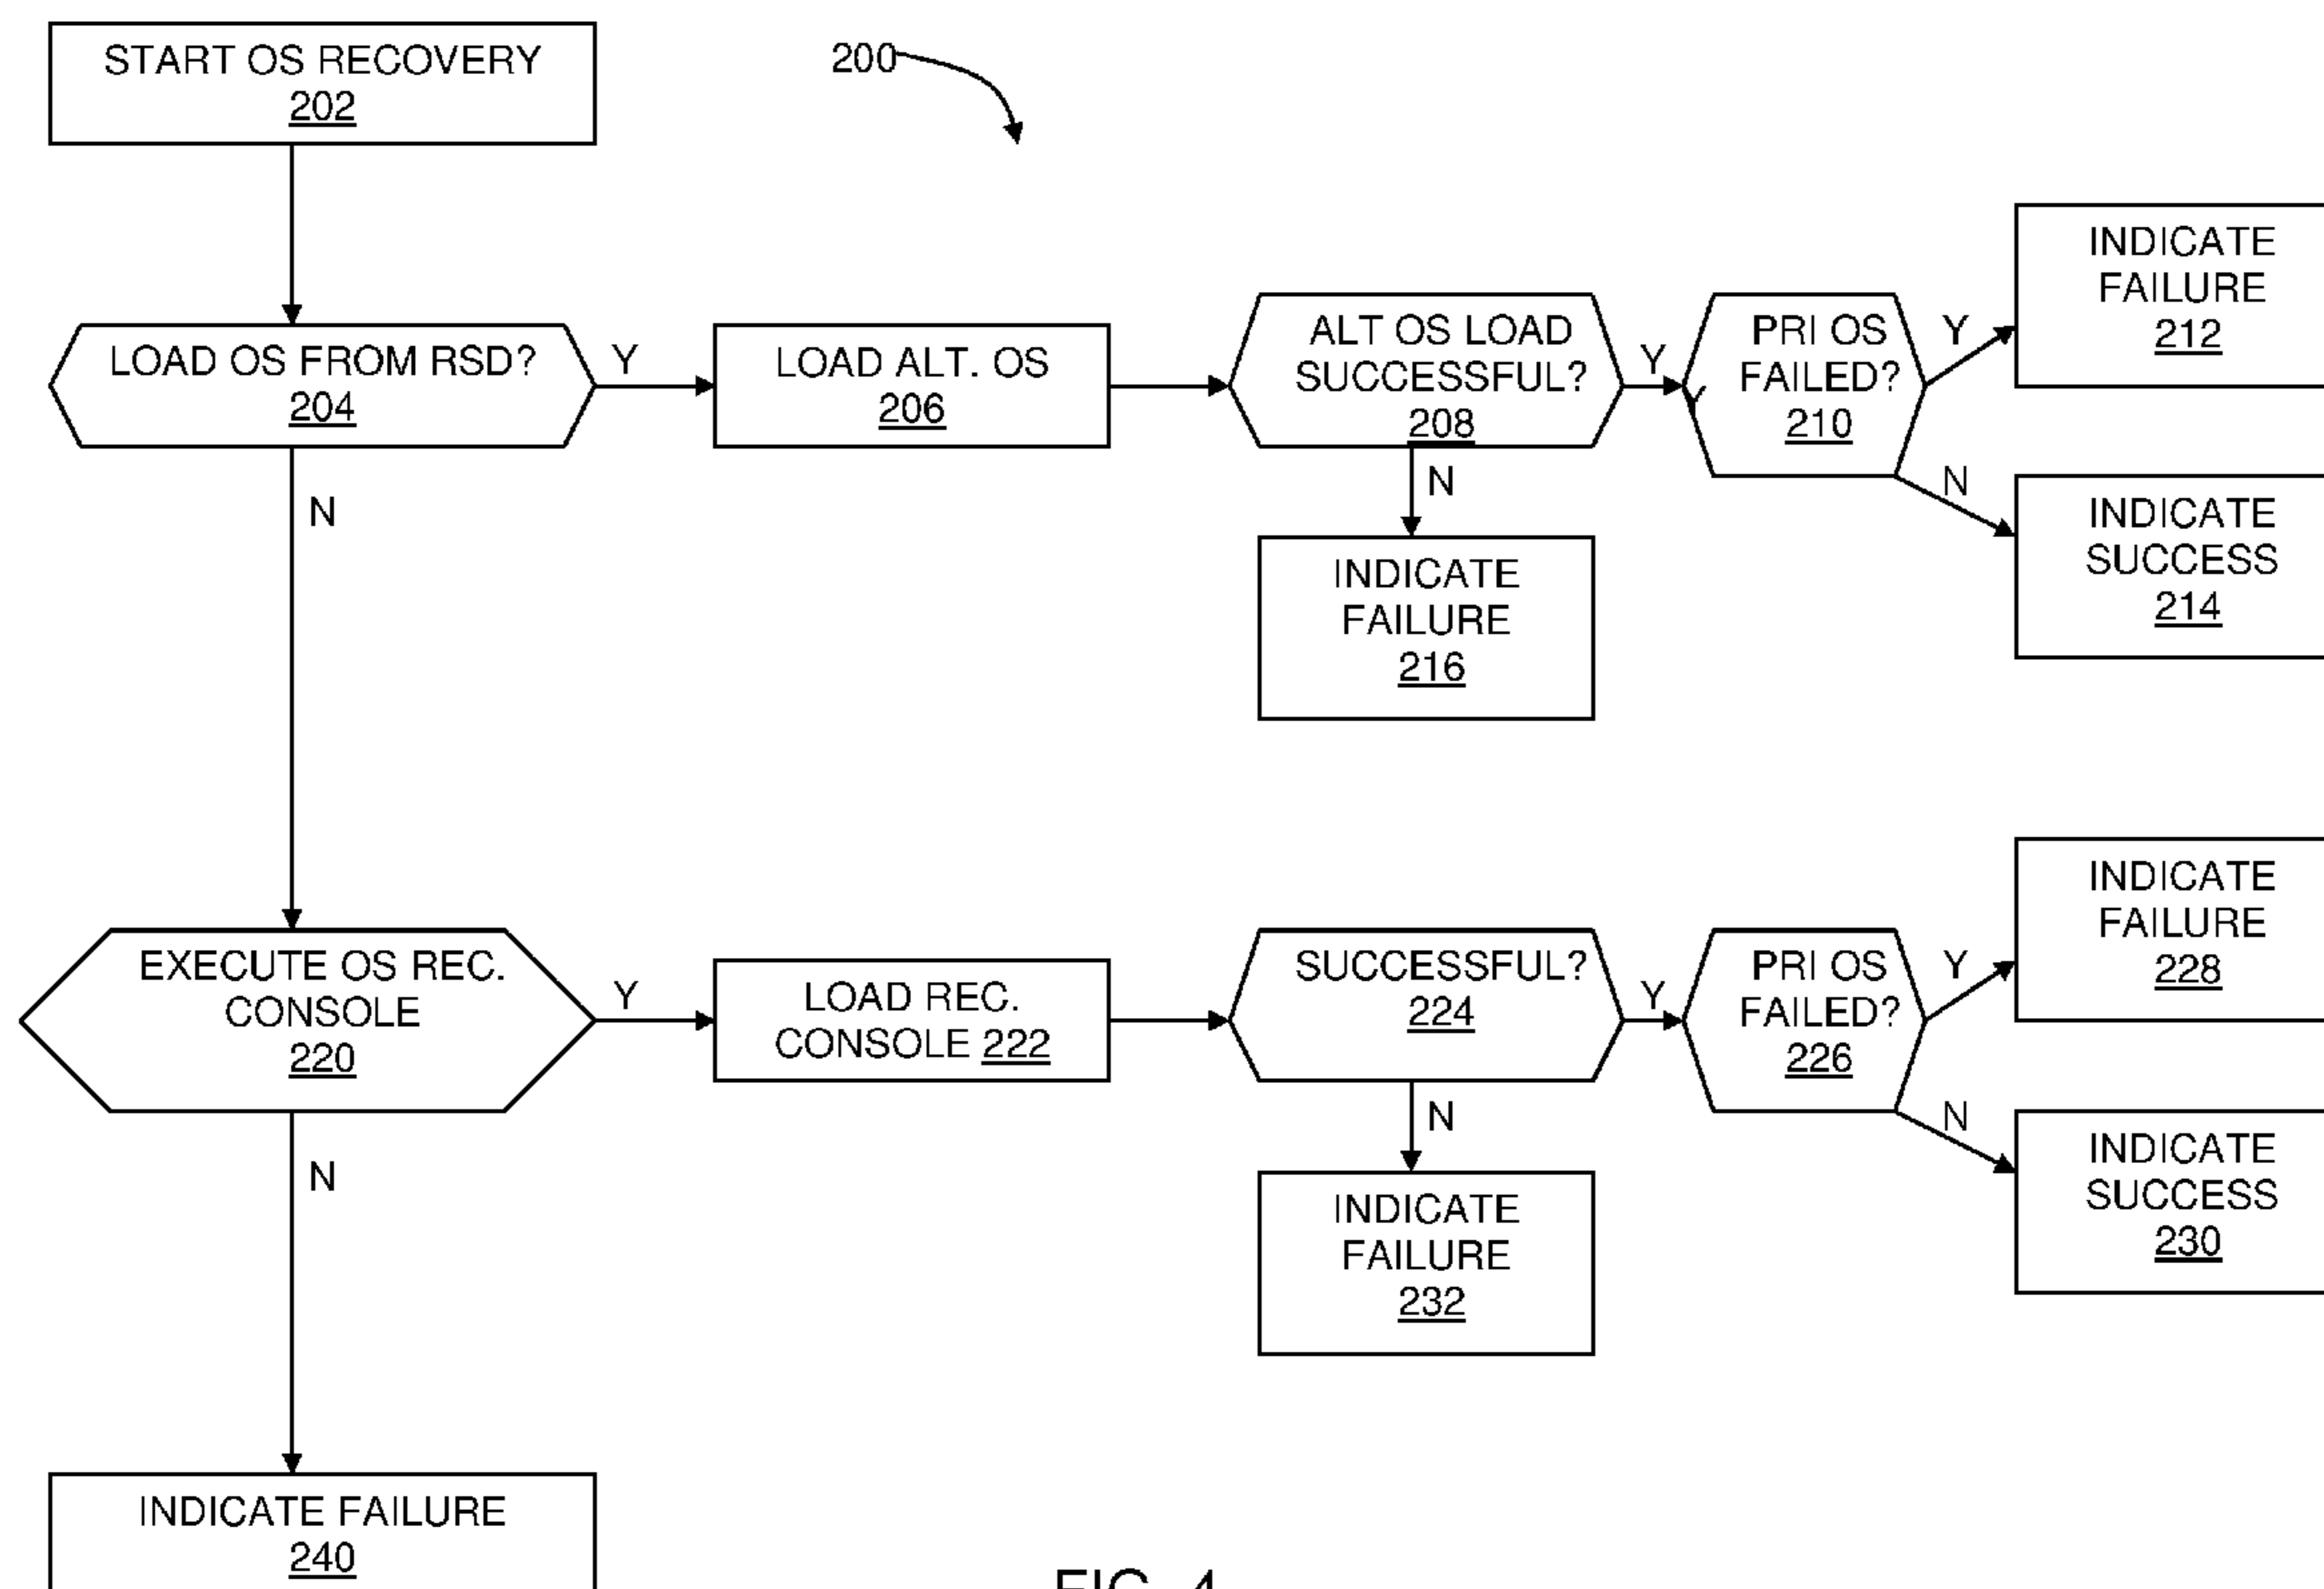 START OS RECOVERY
202
200
LOAD OS FROM RSD?
204
Y
N
LOAD ALT. OS
206
ALT OS LOAD
SUCCESSFUL?
208
Y
Y
N
PRI OS
FAILED?
210
Y
N
INDICATE
FAILURE
212
INDICATE
SUCCESS
214
INDICATE
FAILURE
216
EXECUTE OS REC.
CONSOLE
220
Y
N
LOAD REC.
CONSOLE 222
SUCCESSFUL?
224
Y
N
PRI OS
FAILED?
226
Y
N
INDICATE
FAILURE
228
INDICATE
SUCCESS
230
INDICATE
FAILURE
232
INDICATE FAILURE
240
FIG. 4